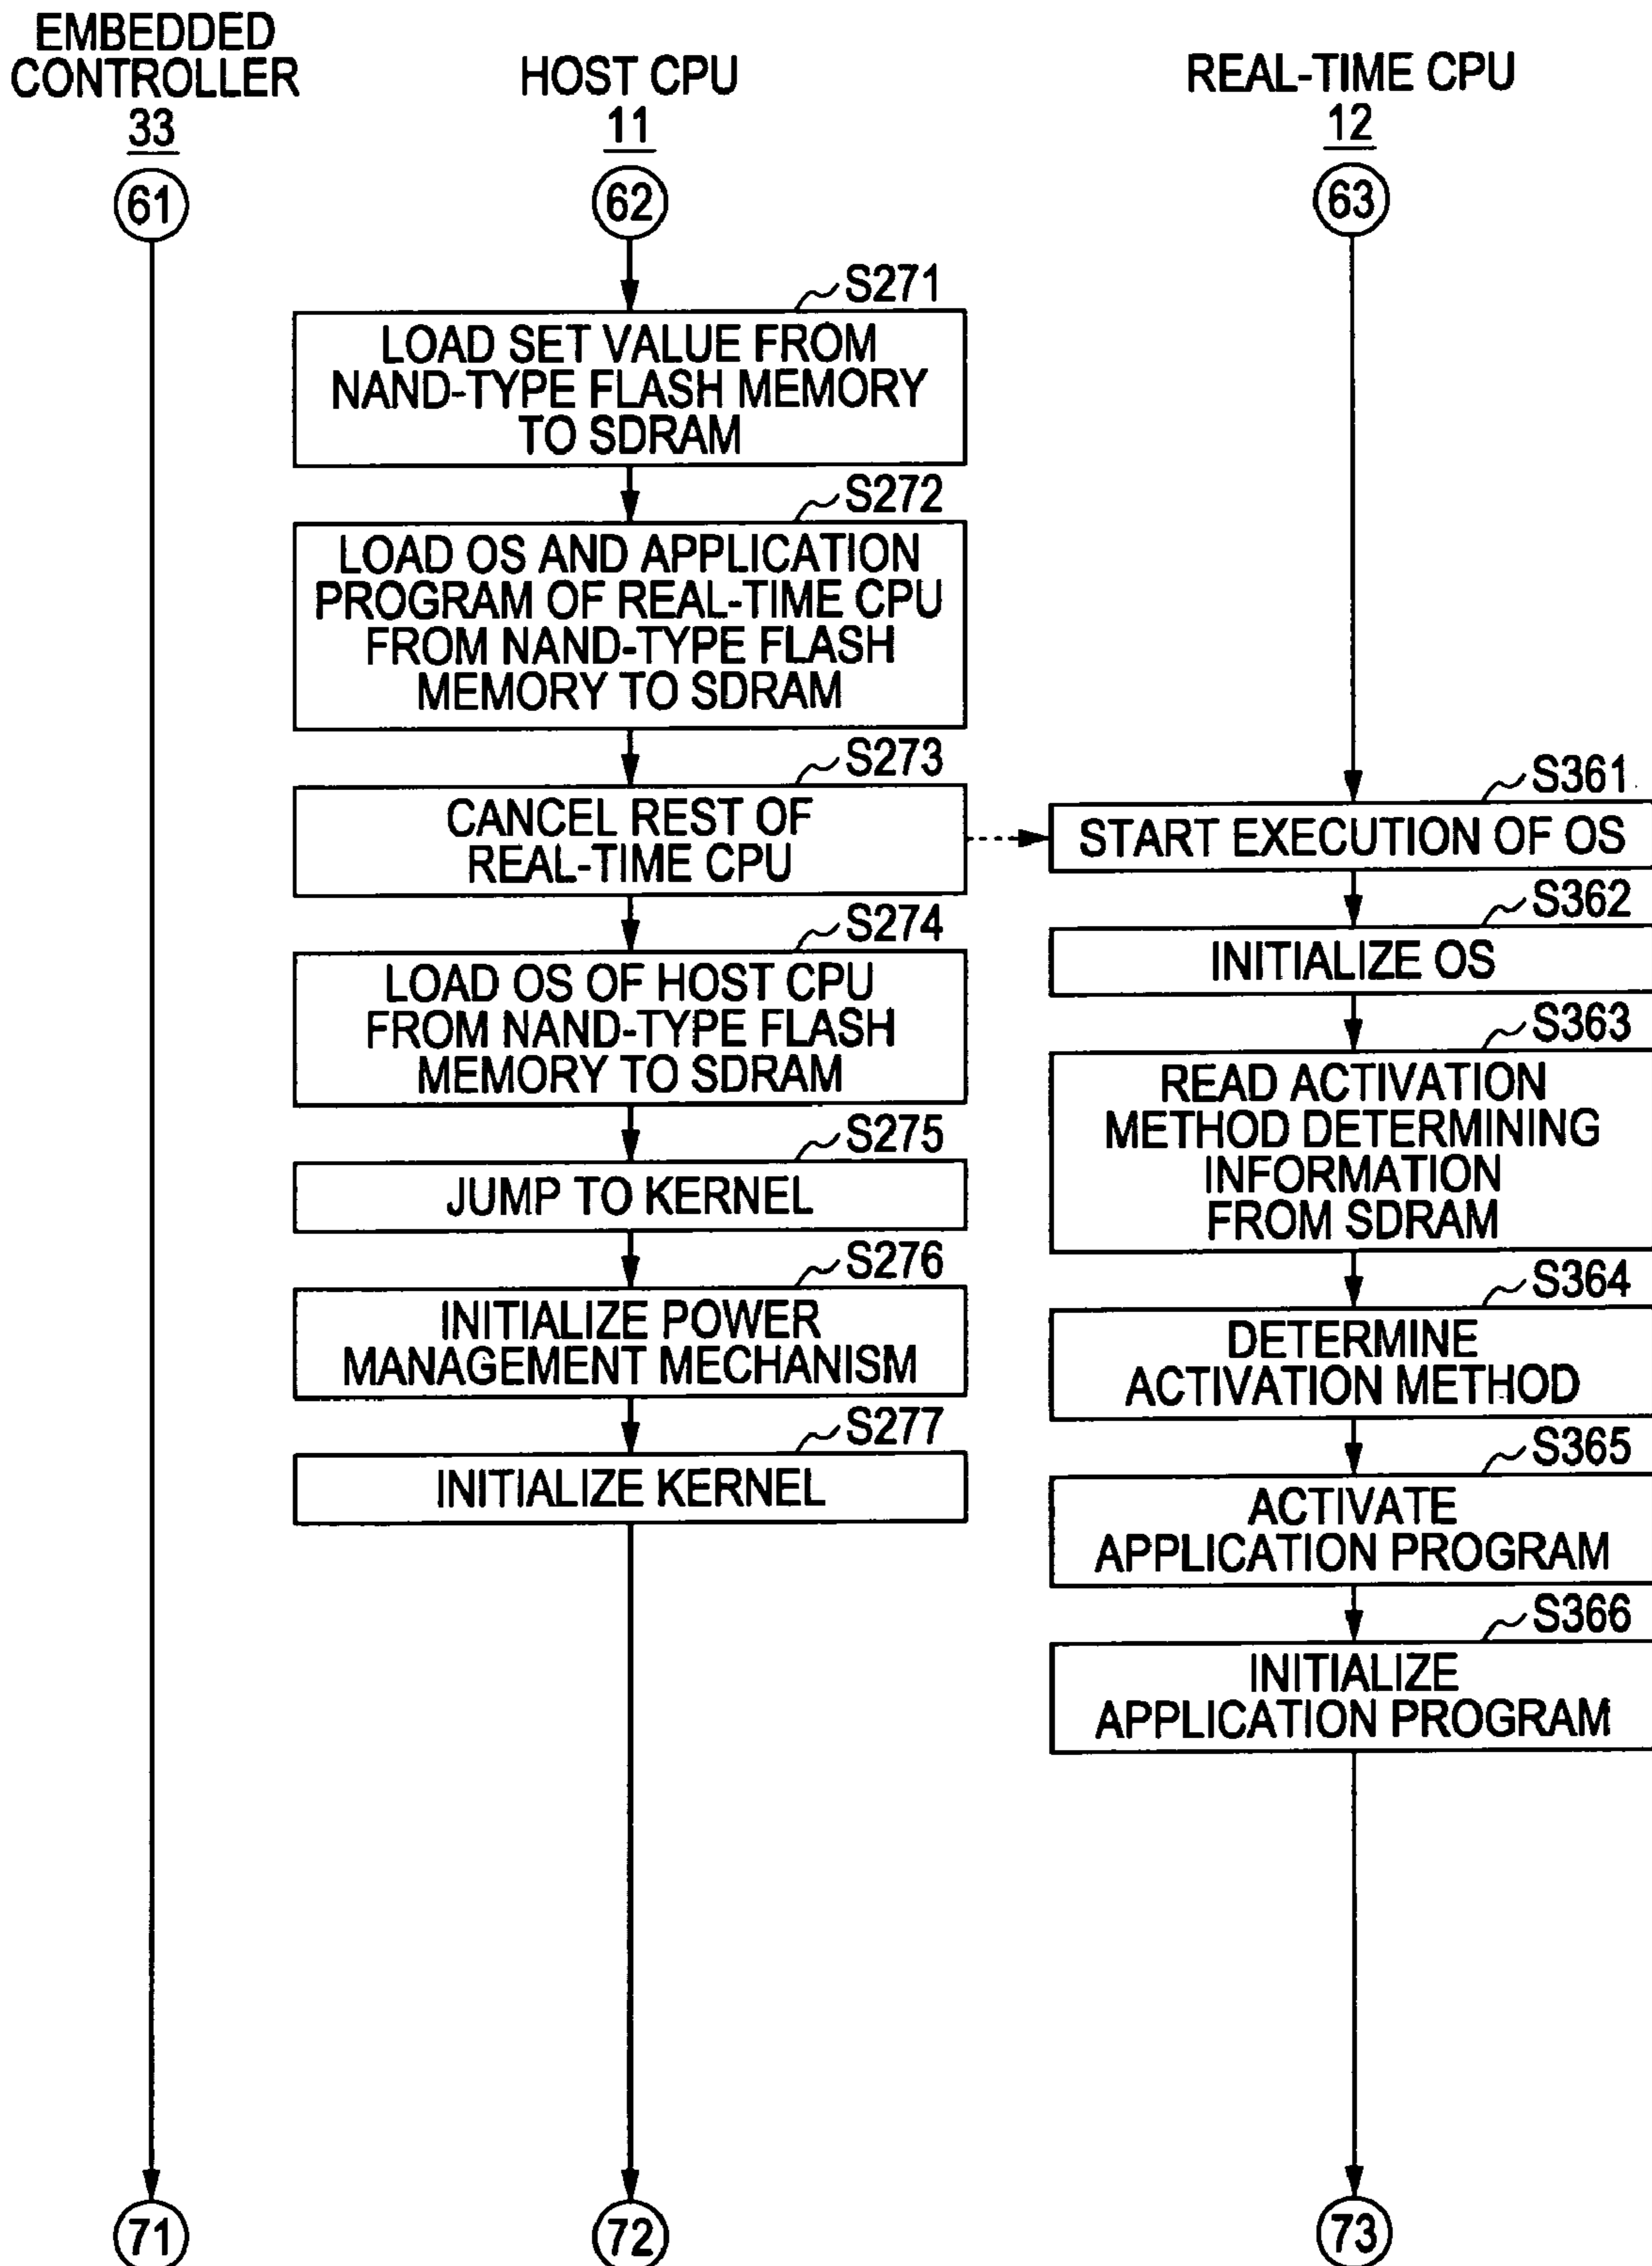 EMBEDDED
CONTROLLER
33
61
HOST CPU
11
62
REAL-TIME CPU
12
63
S271
LOAD SET VALUE FROM
NAND-TYPE FLASH MEMORY
TO SDRAM
S272
LOAD OS AND APPLICATION
PROGRAM OF REAL-TIME CPU
FROM NAND-TYPE FLASH
MEMORY TO SDRAM
S273
CANCEL REST OF
REAL-TIME CPU
S274
LOAD OS OF HOST CPU
FROM NAND-TYPE FLASH
MEMORY TO SDRAM
S275
JUMP TO KERNEL
S276
INITIALIZE POWER
MANAGEMENT MECHANISM
S277
INITIALIZE KERNEL
S361
START EXECUTION OF OS
S362
INITIALIZE OS
S363
READ ACTIVATION
METHOD DETERMINING
INFORMATION
FROM SDRAM
S364
DETERMINE
ACTIVATION METHOD
S365
ACTIVATE
APPLICATION PROGRAM
S366
INITIALIZE
APPLICATION PROGRAM
71
72
73